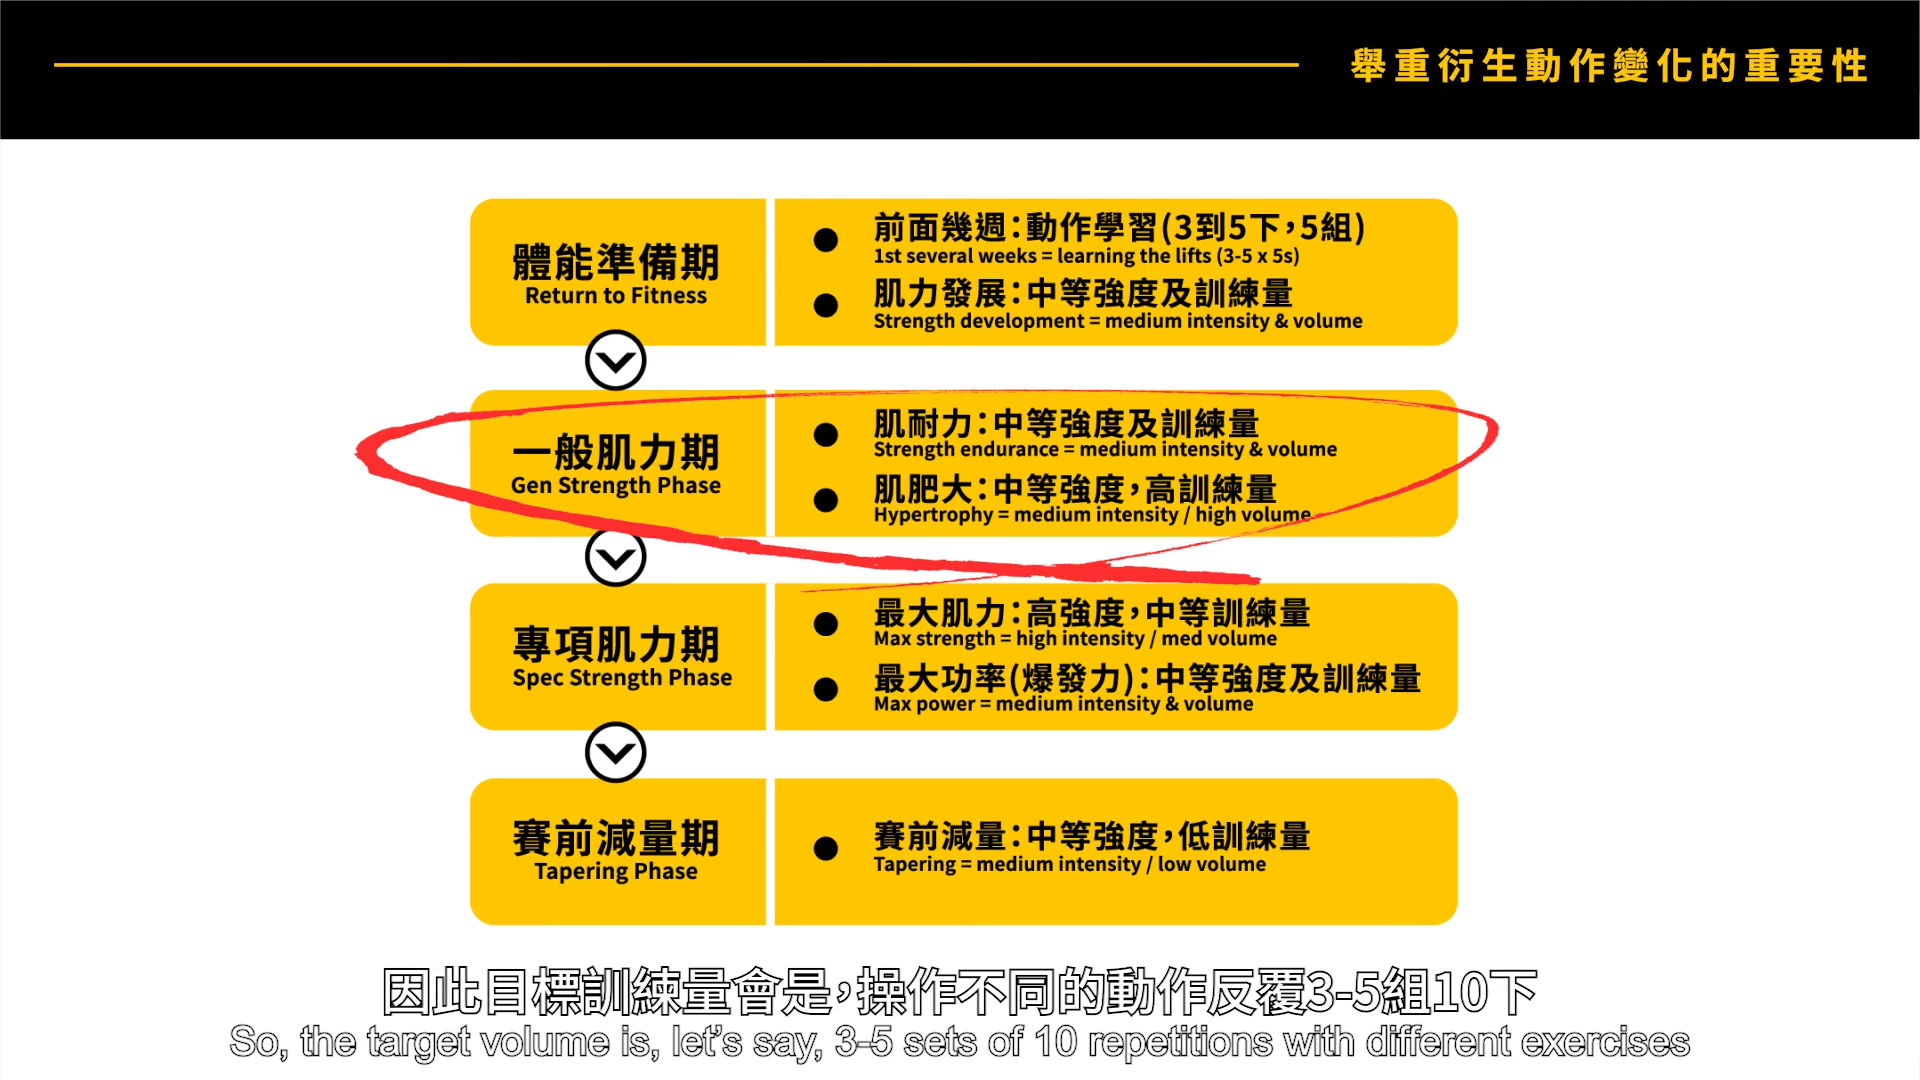 舉重衍生動作變化的重要性
體能準備期
Return to Fitness
前面幾週：動作學習(3到5下，5組)
1st several weeks = learning the lifts (3-5 x 5s)
肌力發展：中等強度及訓練量
Strength development = medium intensity & volume
一般肌力期
Gen Strength Phase
肌耐力：中等強度及訓練量
Strength endurance = medium intensity & volume
肌肥大：中等強度，高訓練量
Hypertrophy = medium intensity / high volume
專項肌力期
Spec Strength Phase
最大肌力：高強度，中等訓練量
Max strength = high intensity / med volume
最大功率(爆發力)：中等強度及訓練量
Max power = medium intensity & volume
賽前減量期
Tapering Phase
賽前減量：中等強度，低訓練量
Tapering = medium intensity / low volume
因此目標訓練量會是，操作不同的動作反覆3-5組10下
So, the target volume is, let's say, 3-5 sets of 10 repetitions with different exercises